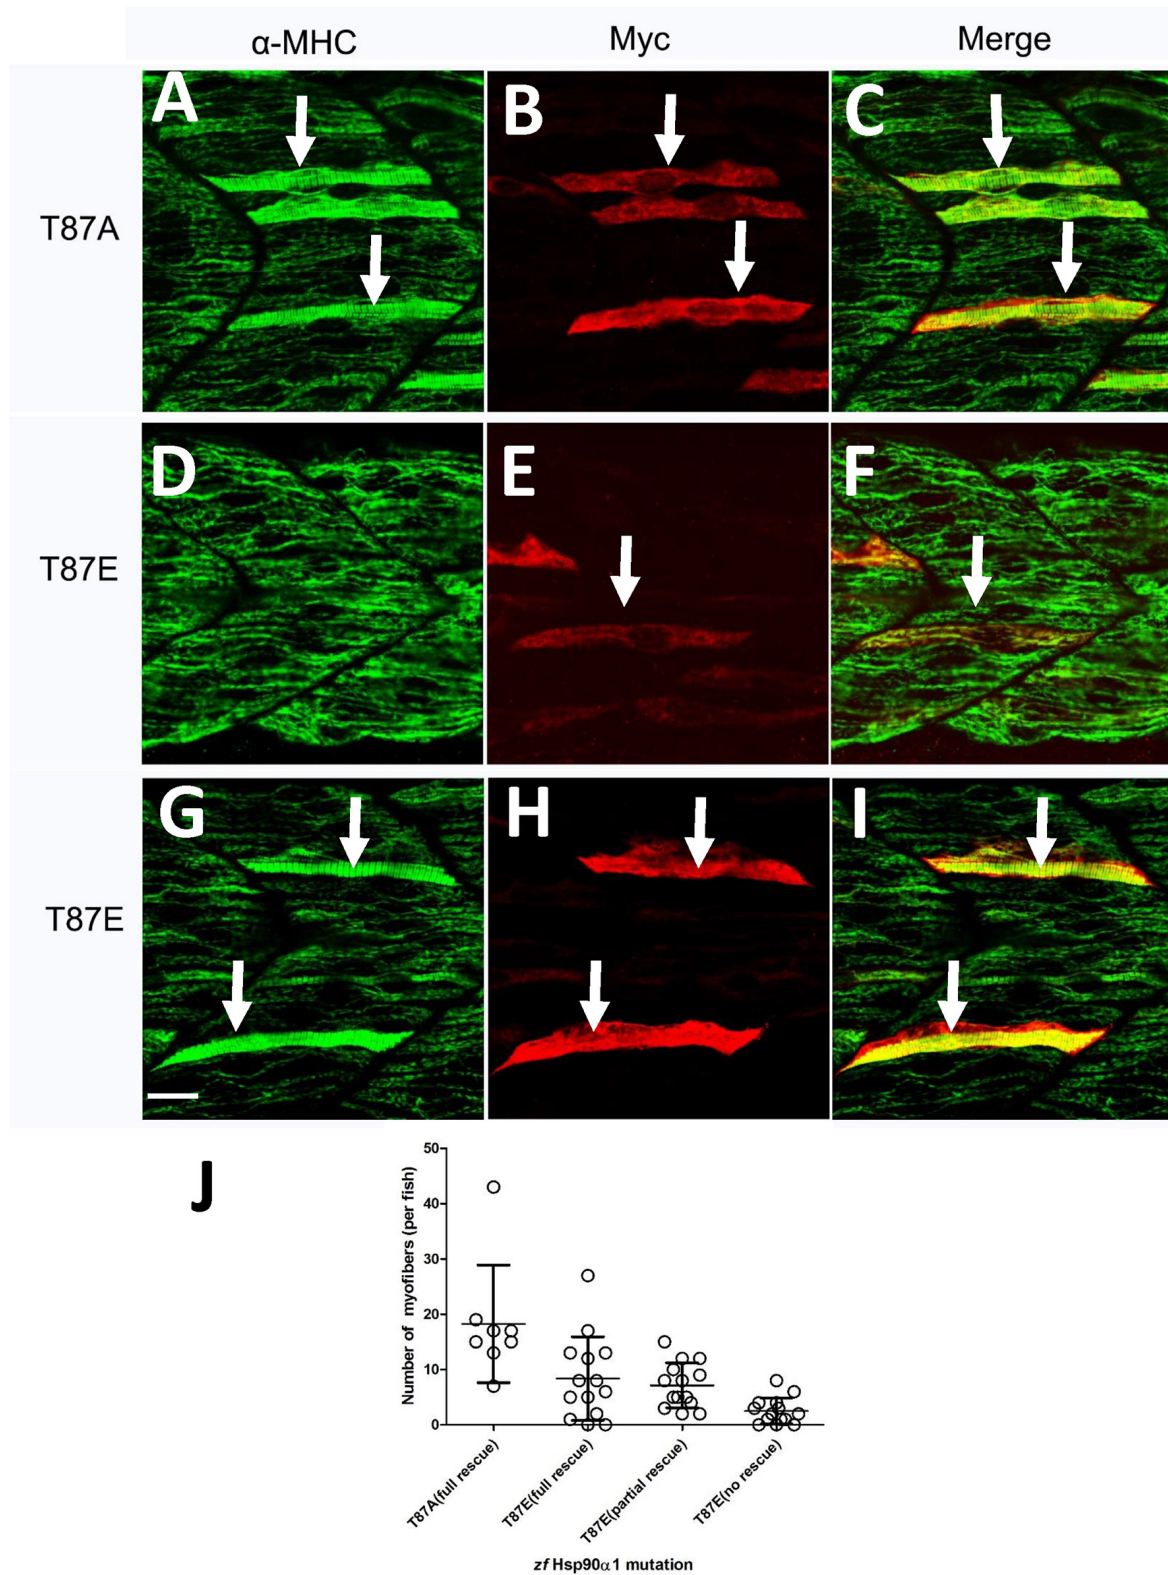 α-MHC Myc Merge
T87A
A B C
T87E
D E F
T87E
G H I
J
Number of myofibers (per fish)
50
40
30
20
10
0
T87A(full rescue)
T87E(full rescue)
T87E(partial rescue)
T87E(no rescue)
zf Hsp90α1 mutation